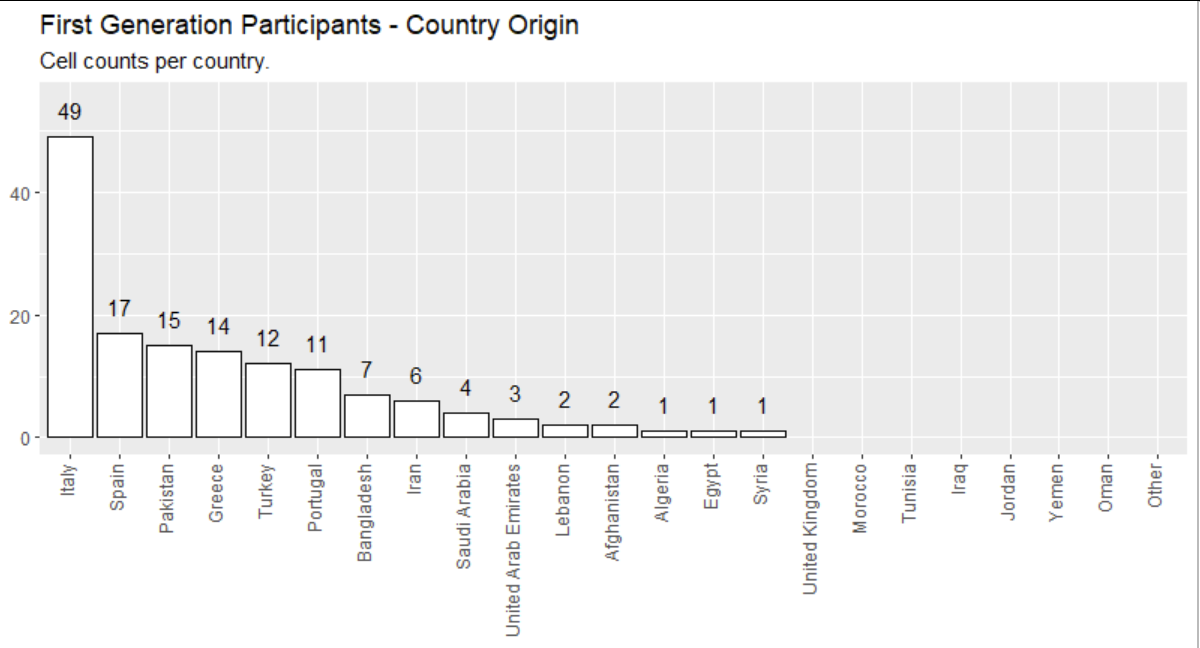 First Generation Participants - Country Origin
Cell counts per country.
49
40
17
15
14
12
11
7
6
4
3
2
2
1
1
1
20
0
Italy
Spain
Pakistan
Greece
Turkey
Portugal
Bangladesh
Iran
Saudi Arabia
United Arab Emirates
Lebanon
Afghanistan
Algeria
Egypt
Syria
United Kingdom
Morocco
Tunisia
Iraq
Jordan
Yemen
Oman
Other